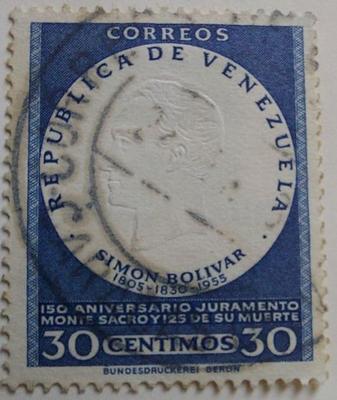 CORREOS
REPUBLICA DE VENEZUELA
SIMON BOLIVAR
1805-1830-1955
150 ANIVERSARIO JURAMENTO
MONTE SACRO Y 125 DE SU MUERTE
30 CENTIMOS 30
BUNDESDRUCKEREI BERLIN